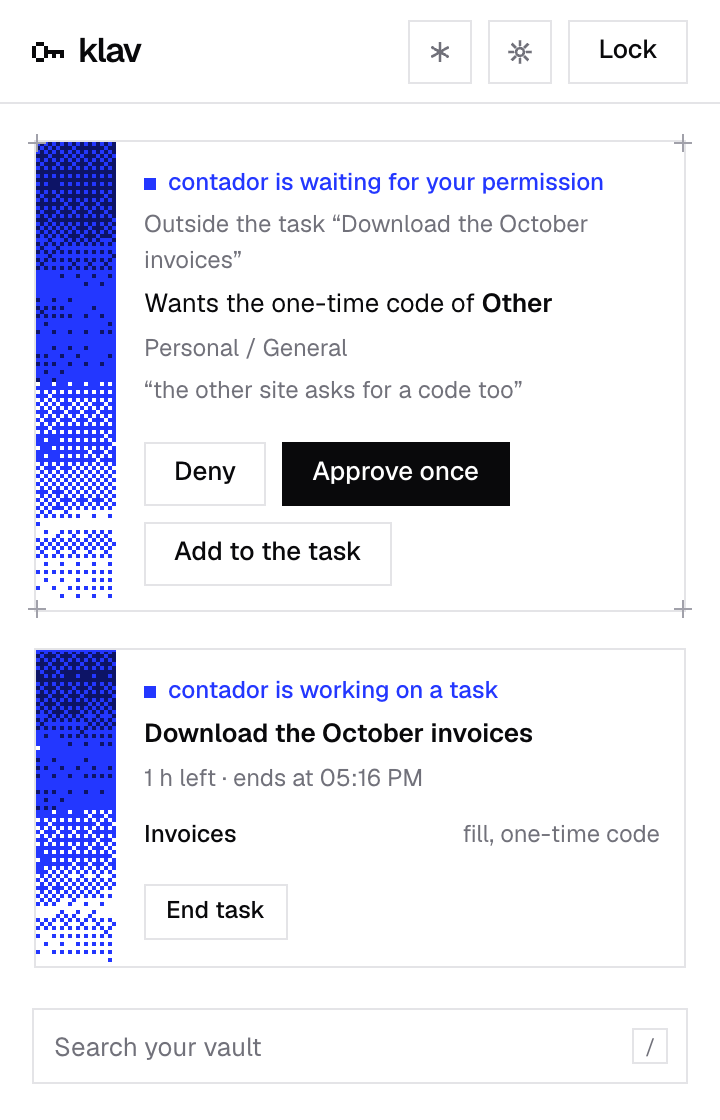 klav
Lock
contador is waiting for your permission
Outside the task “Download the October
invoices”
Wants the one-time code of Other
Personal / General
“the other site asks for a code too”
Deny
Approve once
Add to the task
contador is working on a task
Download the October invoices
1 h left · ends at 05:16 PM
Invoices
fill, one-time code
End task
Search your vault
/